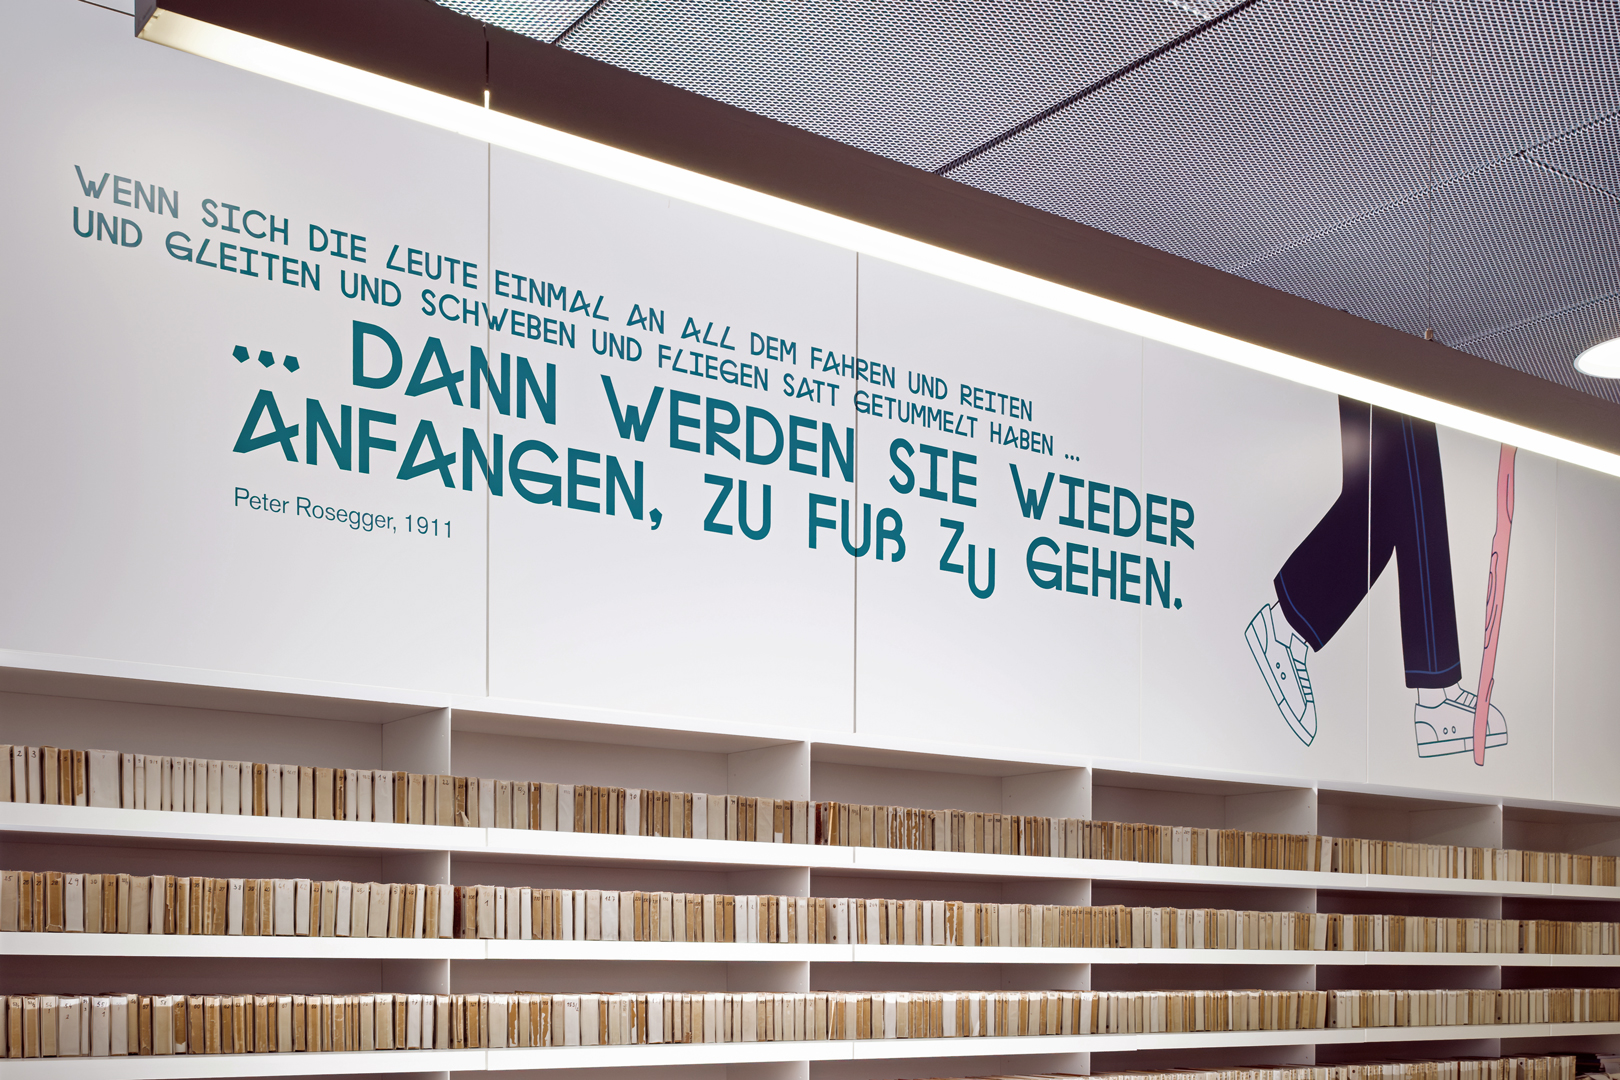 WENN SICH DIE LEUTE EINMAL AN ALL DEM FAHREN UND REITEN
UND GLEITEN UND SCHWEBEN UND FLIEGEN SATT GETUMMELT HABEN ...
... DANN WERDEN SIE WIEDER
ANFANGEN, ZU FUß ZU GEHEN.
Peter Rosegger, 1911